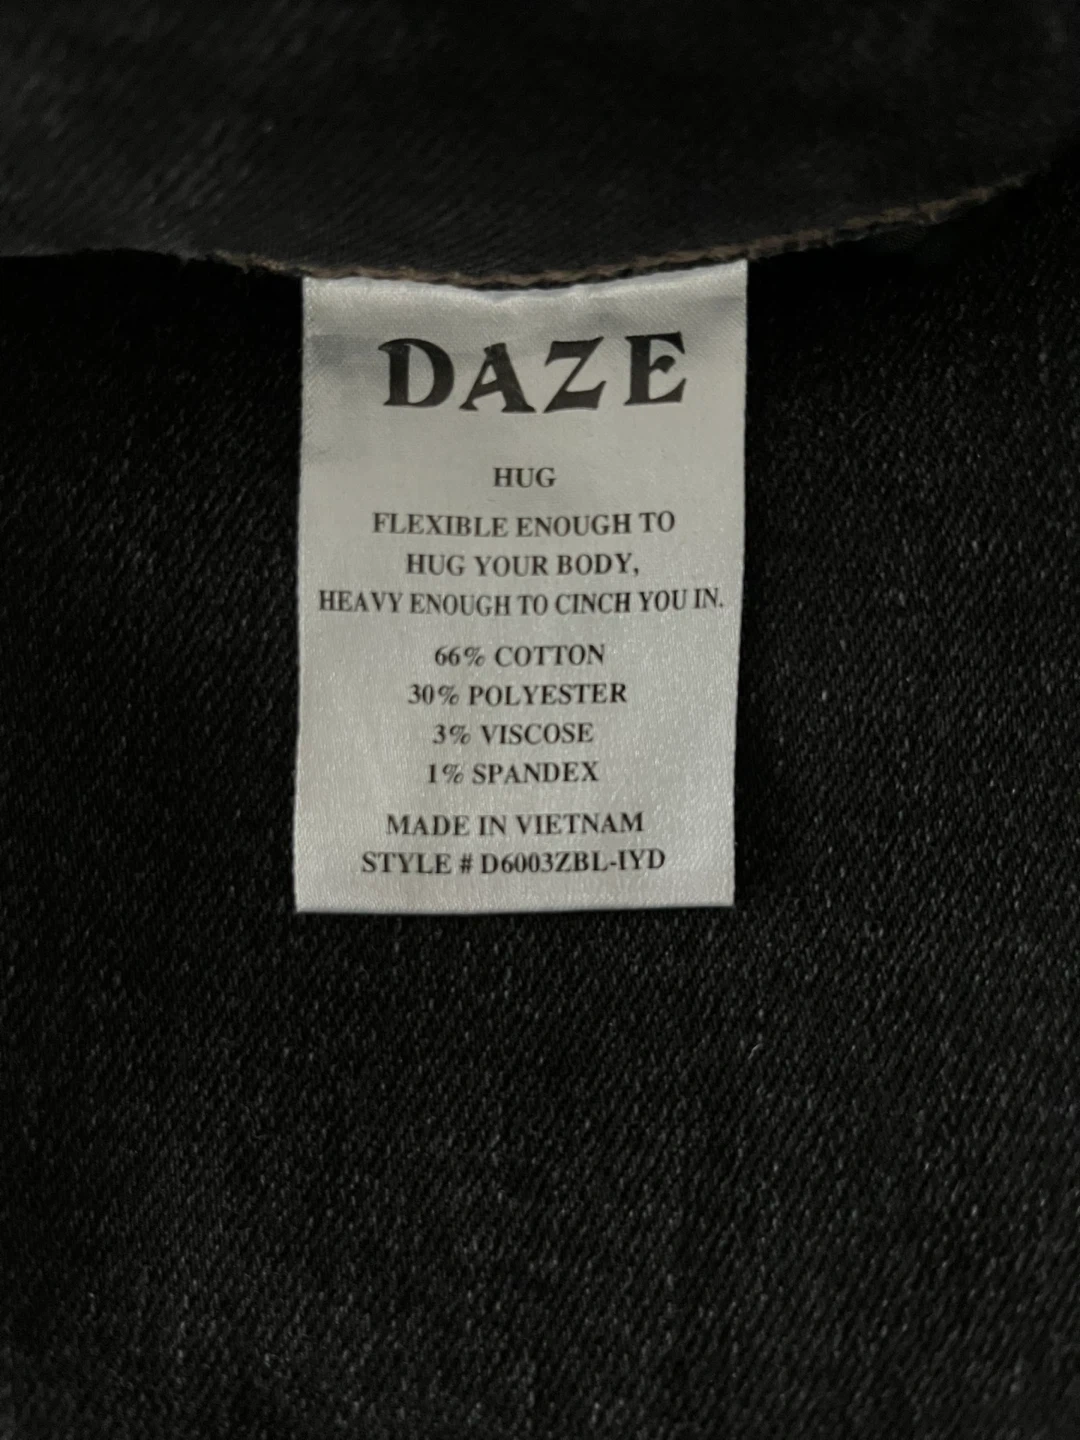 DAZE
HUG
FLEXIBLE ENOUGH TO
HUG YOUR BODY,
HEAVY ENOUGH TO CINCH YOU IN.
66% COTTON
30% POLYESTER
3% VISCOSE
1% SPANDEX
MADE IN VIETNAM
STYLE # D6003ZBL-IYD